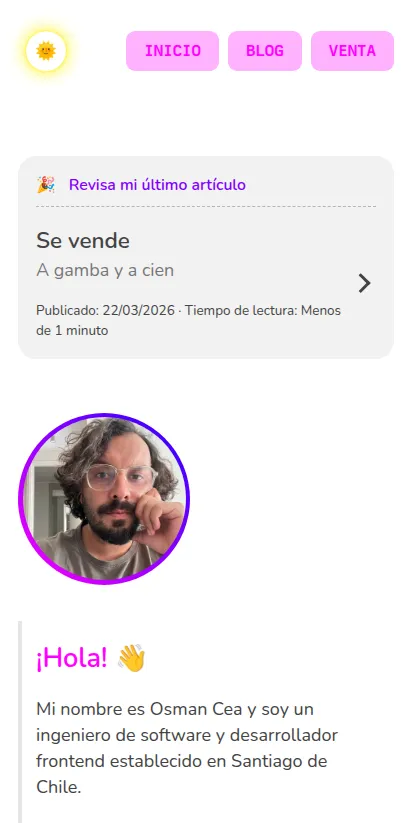 INICIO BLOG VENTA
🎉 Revisa mi último artículo
Se vende
A gamba y a cien
Publicado: 22/03/2026 · Tiempo de lectura: Menos
de 1 minuto
¡Hola! 👋
Mi nombre es Osman Cea y soy un
ingeniero de software y desarrollador
frontend establecido en Santiago de
Chile.